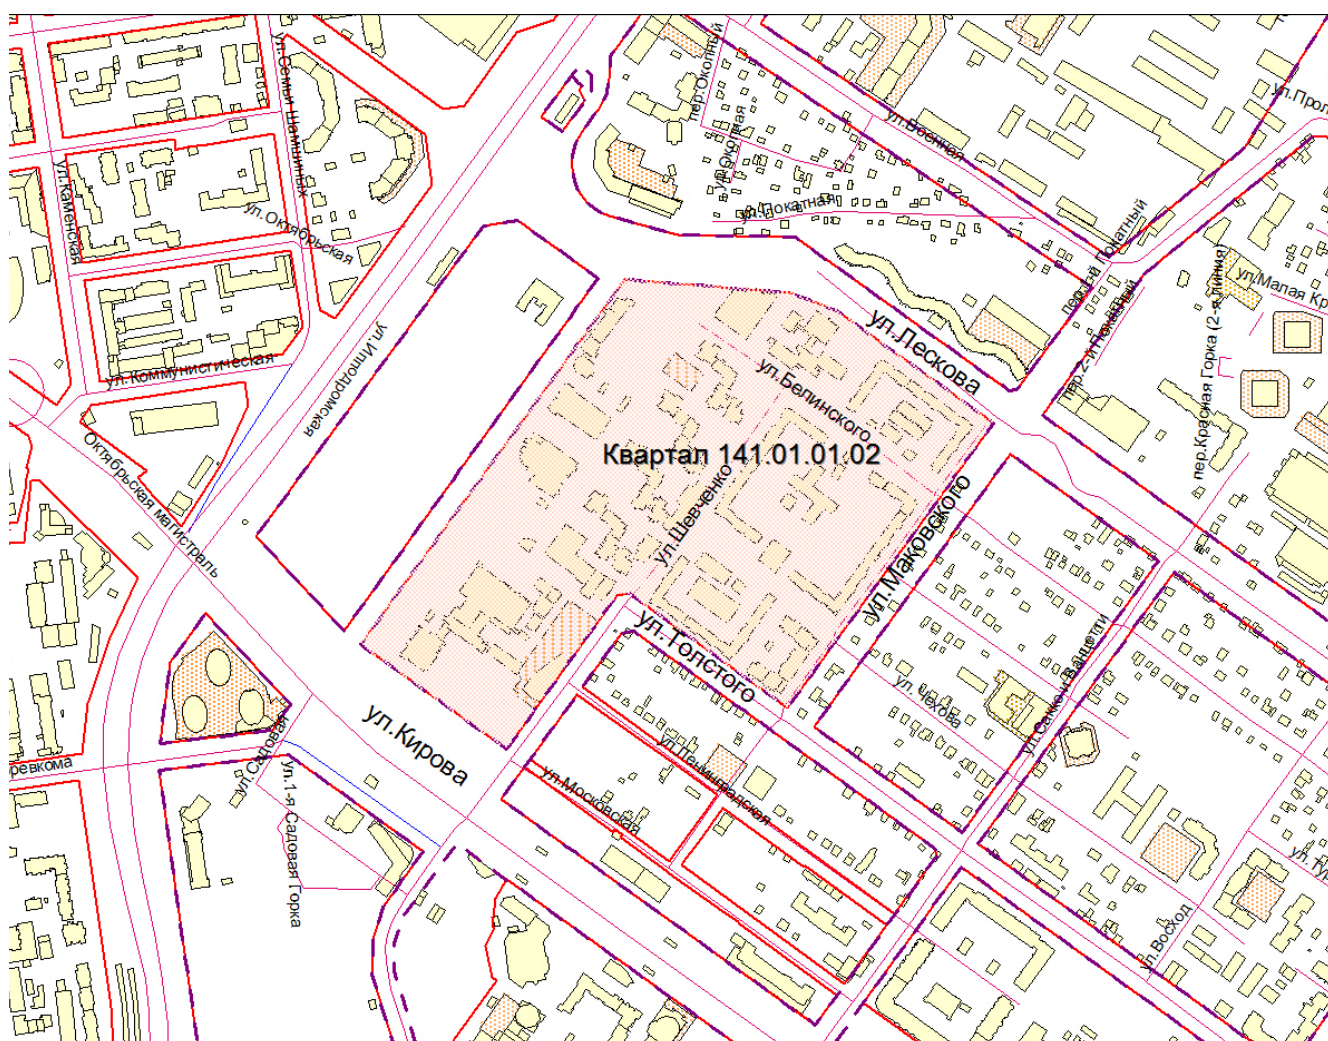 ул.Семьи Шамшиных
пер.Окопный
ул.Окопная
ул.Военная
ул.Каменская
ул.Октябрьская
ул.Покатная
пер.1-й Покатный
пер.2-й Покатный
пер.Красная Горка (2-я линия)
ул.Малая Кр
ул.Прол
ул.Коммунистическая
ул.Ипподромская
ул.Лескова
ул.Белинского
Квартал 141.01.01.02
Октябрьская магистраль
ул.Шевченко
ул.Маковского
ул.Толстого
ул. Чехова
ул.Сакко и Ванцетти
ул.Кирова
ревкома
ул.Садовая
ул.1-я Садовая Горка
ул.Ленинградская
ул.Московская
ул.Восход